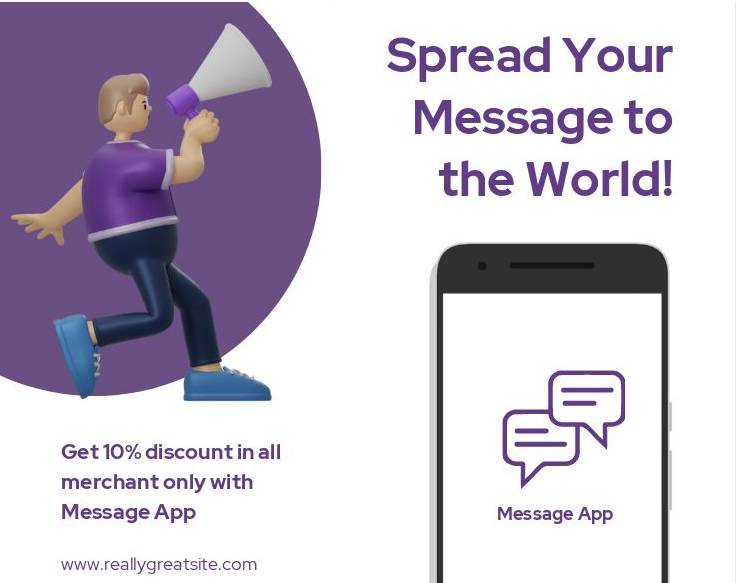 Spread Your
Message to
the World!
Message App
Get 10% discount in all
merchant only with
Message App
www.reallygreatsite.com